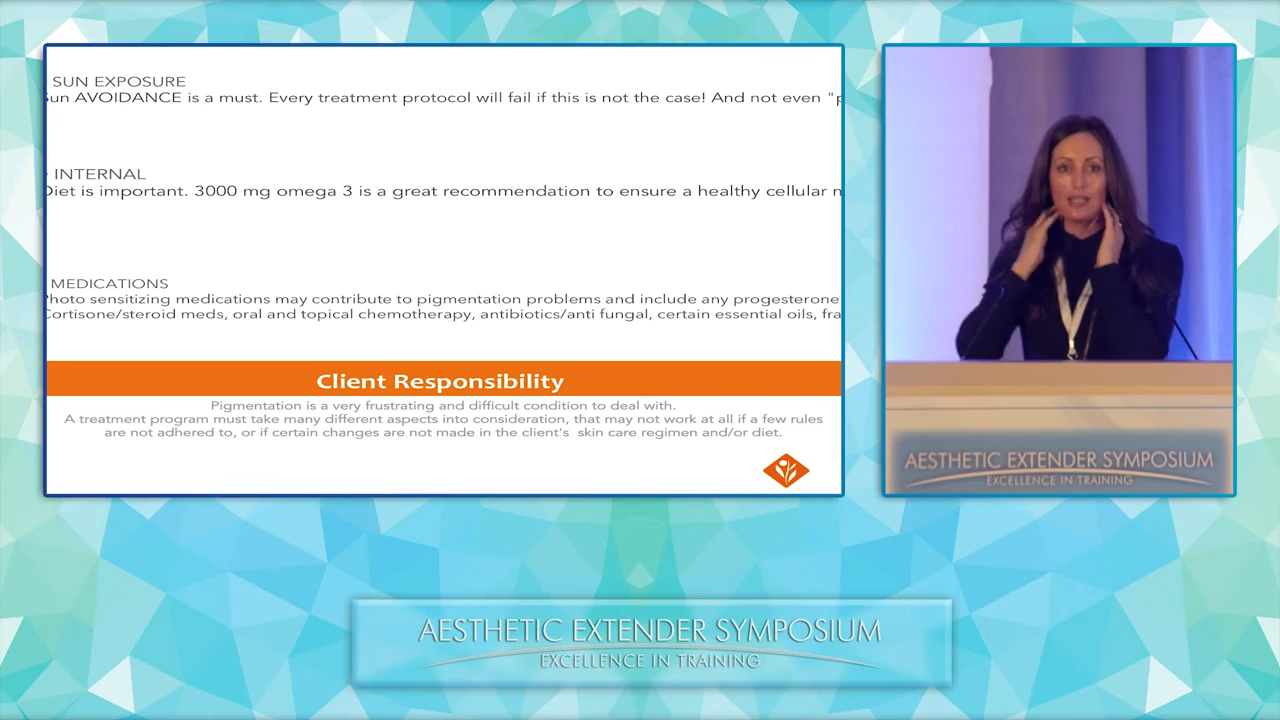 SUN EXPOSURE
Sun AVOIDANCE is a must. Every treatment protocol will fail if this is not the case! And not even "p
INTERNAL
Diet is important. 3000 mg omega 3 is a great recommendation to ensure a healthy cellular m
MEDICATIONS
Photo sensitizing medications may contribute to pigmentation problems and include any progesterone
Cortisone/steroid meds, oral and topical chemotherapy, antibiotics/anti fungal, certain essential oils, fra
Client Responsibility
Pigmentation is a very frustrating and difficult condition to deal with.
A treatment program must take many different aspects into consideration, that may not work at all if a few rules
are not adhered to, or if certain changes are not made in the client's skin care regimen and/or diet.
AESTHETIC EXTENDER SYMPOSIUM
EXCELLENCE IN TRAINING
AESTHETIC EXTENDER SYMPOSIUM
EXCELLENCE IN TRAINING